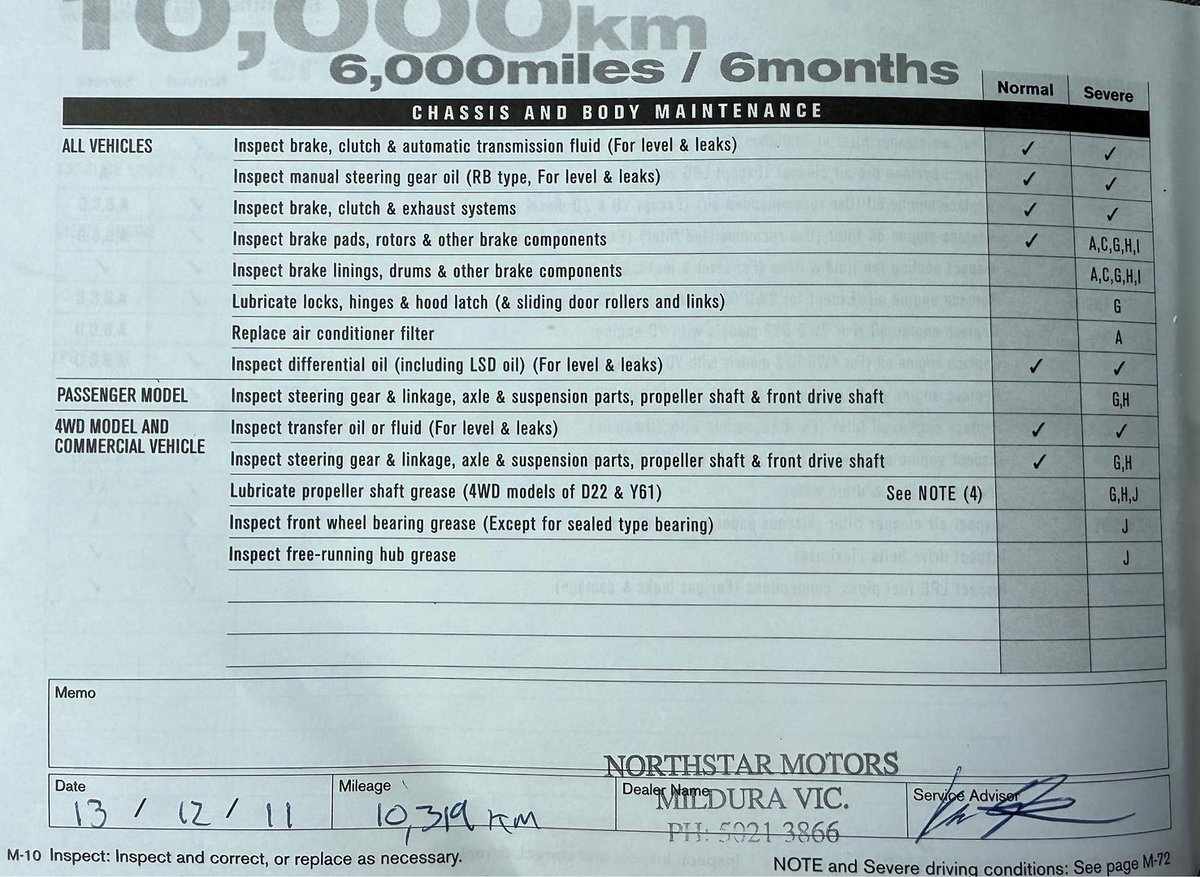 10,000km
6,000miles / 6months
Normal Severe
CHASSIS AND BODY MAINTENANCE
ALL VEHICLES Inspect brake, clutch & automatic transmission fluid (For level & leaks) ✓ ✓
Inspect manual steering gear oil (RB type, For level & leaks) ✓ ✓
Inspect brake, clutch & exhaust systems ✓ ✓
Inspect brake pads, rotors & other brake components ✓ A,C,G,H,I
Inspect brake linings, drums & other brake components A,C,G,H,I
Lubricate locks, hinges & hood latch (& sliding door rollers and links) G
Replace air conditioner filter A
Inspect differential oil (including LSD oil) (For level & leaks) ✓ ✓
PASSENGER MODEL Inspect steering gear & linkage, axle & suspension parts, propeller shaft & front drive shaft G,H
4WD MODEL AND Inspect transfer oil or fluid (For level & leaks) ✓ ✓
COMMERCIAL VEHICLE Inspect steering gear & linkage, axle & suspension parts, propeller shaft & front drive shaft ✓ G,H
Lubricate propeller shaft grease (4WD models of D22 & Y61) See NOTE (4) G,H,J
Inspect front wheel bearing grease (Except for sealed type bearing) J
Inspect free-running hub grease J
Memo
NORTHSTAR MOTORS
Date Mileage Dealer Name Service Advisor
13 / 12 / 11 10,319 KM MILDURA VIC.
PH: 5021 3866
M-10 Inspect: Inspect and correct, or replace as necessary. NOTE and Severe driving conditions: See page M-72